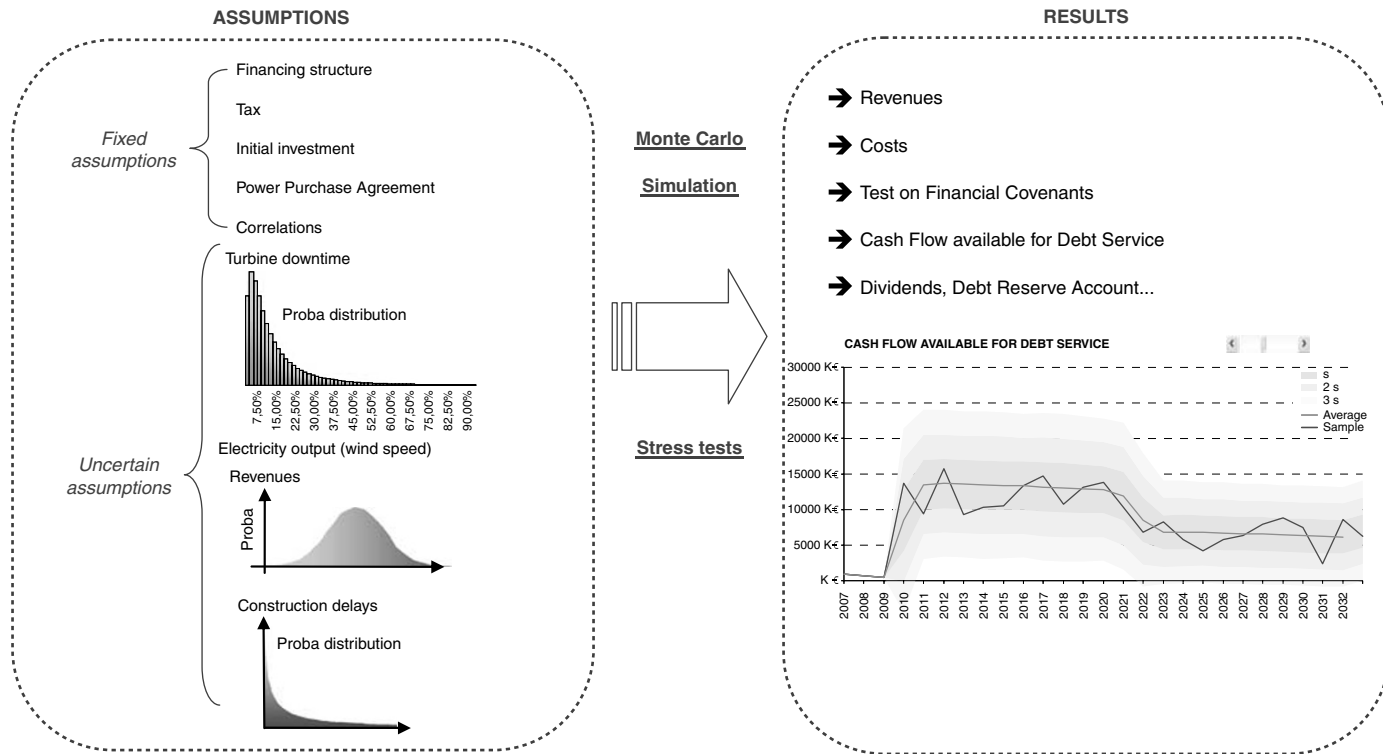 ASSUMPTIONS
Fixed
assumptions
Financing structure
Tax
Initial investment
Power Purchase Agreement
Correlations
Uncertain
assumptions
Turbine downtime
Proba distribution
7,50%
15,00%
22,50%
30,00%
37,50%
45,00%
52,50%
60,00%
67,50%
75,00%
82,50%
90,00%
Electricity output (wind speed)
Revenues
Proba
Construction delays
Proba distribution
Monte Carlo
Simulation
Stress tests
RESULTS
Revenues
Costs
Test on Financial Covenants
Cash Flow available for Debt Service
Dividends, Debt Reserve Account...
CASH FLOW AVAILABLE FOR DEBT SERVICE
30000 K€
25000 K€
20000 K€
15000 K€
10000 K€
5000 K€
K €
s
2 s
3 s
Average
Sample
2007
2008
2009
2010
2011
2012
2013
2014
2015
2016
2017
2018
2019
2020
2021
2022
2023
2024
2025
2026
2027
2028
2029
2030
2031
2032